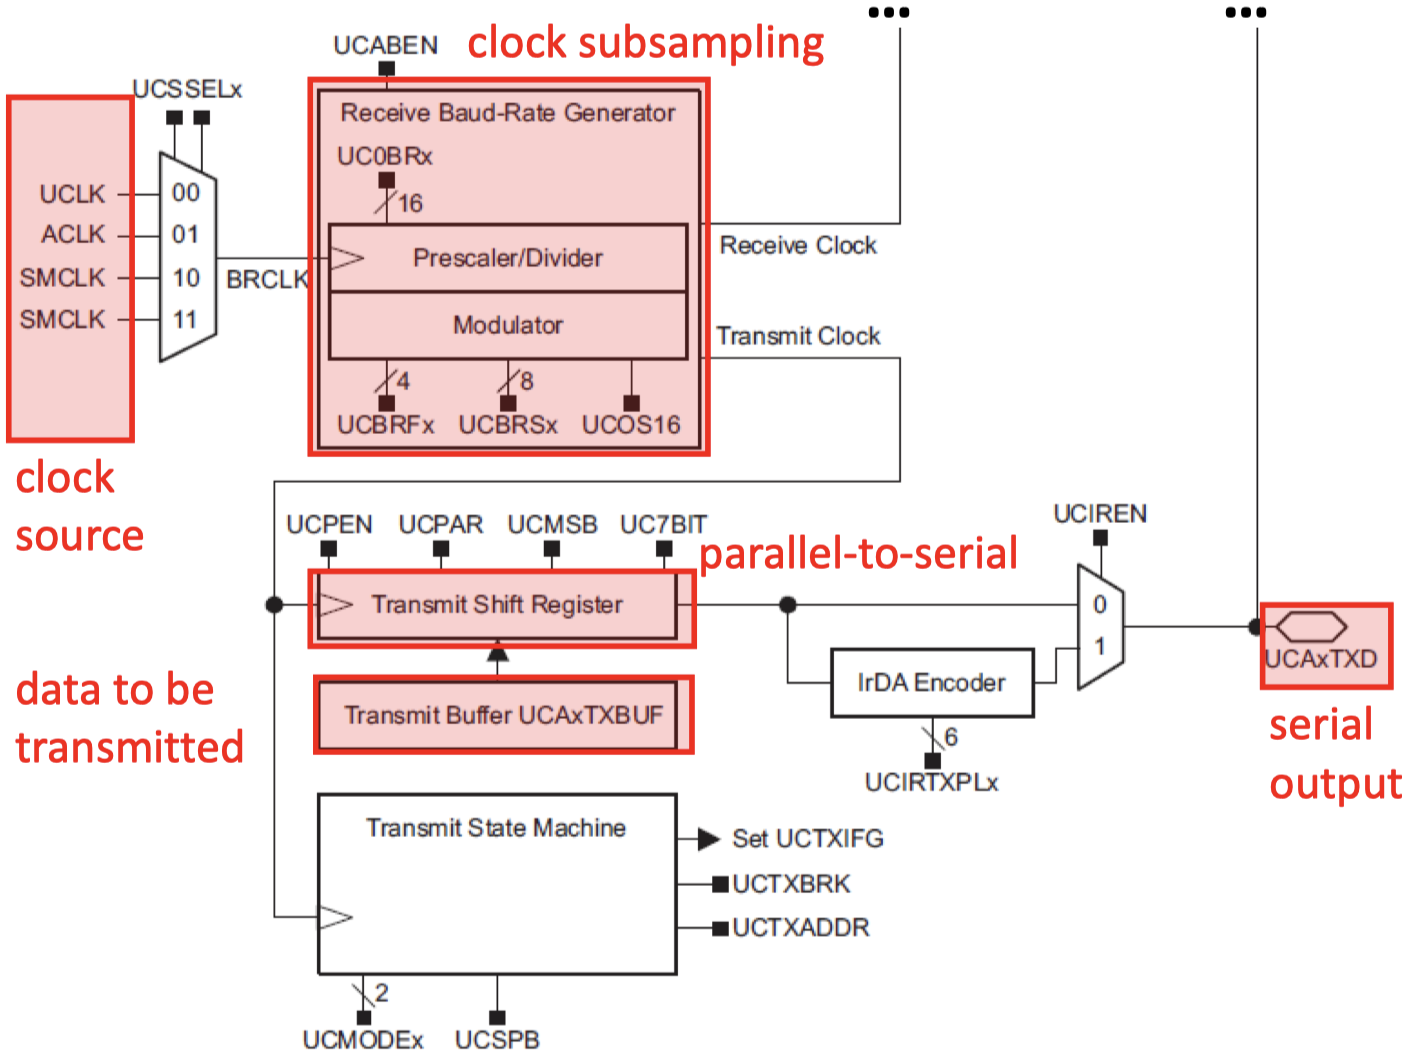 •••
•••
UCABEN
clock subsampling
UCSSELx
Receive Baud-Rate Generator
UC0BRx
16
UCLK
00
ACLK
01
SMCLK
10
SMCLK
11
BRCLK
Prescaler/Divider
Modulator
Receive Clock
Transmit Clock
4
8
UCBRFx
UCBRSx
UCOS16
clock
source
UCPEN
UCPAR
UCMSB
UC7BIT
parallel-to-serial
UCIREN
Transmit Shift Register
0
1
IrDA Encoder
6
UCIRTXPLx
UCAxTXD
serial
output
data to be
transmitted
Transmit Buffer UCAxTXBUF
Transmit State Machine
Set UCTXIFG
UCTXBRK
UCTXADDR
2
UCMODEx
UCSPB